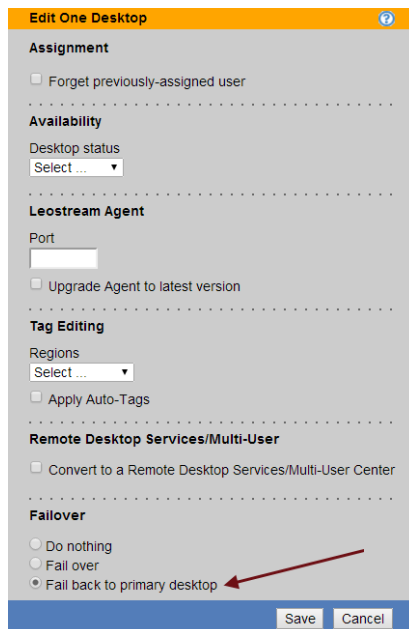 Edit One Desktop ?
Assignment
Forget previously-assigned user
Availability
Desktop status
Select ...
Leostream Agent
Port
Upgrade Agent to latest version
Tag Editing
Regions
Select ...
Apply Auto-Tags
Remote Desktop Services/Multi-User
Convert to a Remote Desktop Services/Multi-User Center
Failover
Do nothing
Fail over
Fail back to primary desktop
Save Cancel